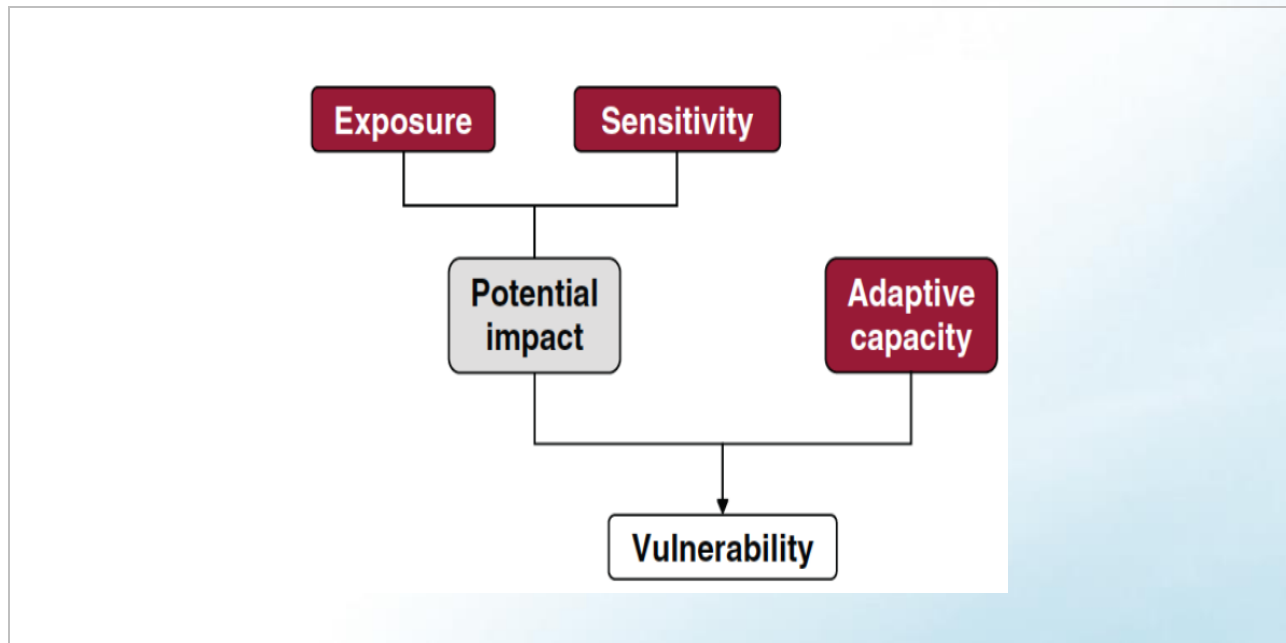 Exposure
Sensitivity
Potential
impact
Adaptive
capacity
Vulnerability